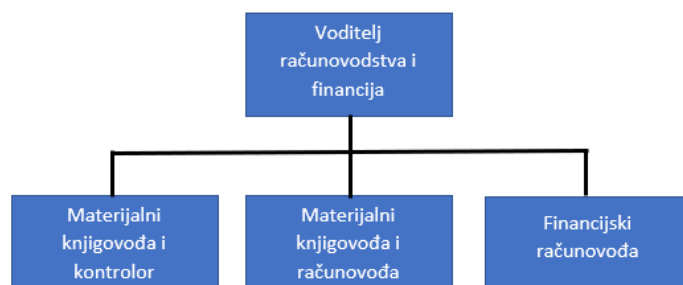 Voditelj
računovodstva i
financija
Materijalni
knjigovođa i
kontrolor
Materijalni
knjigovođa i
računovođa
Financijski
računovođa